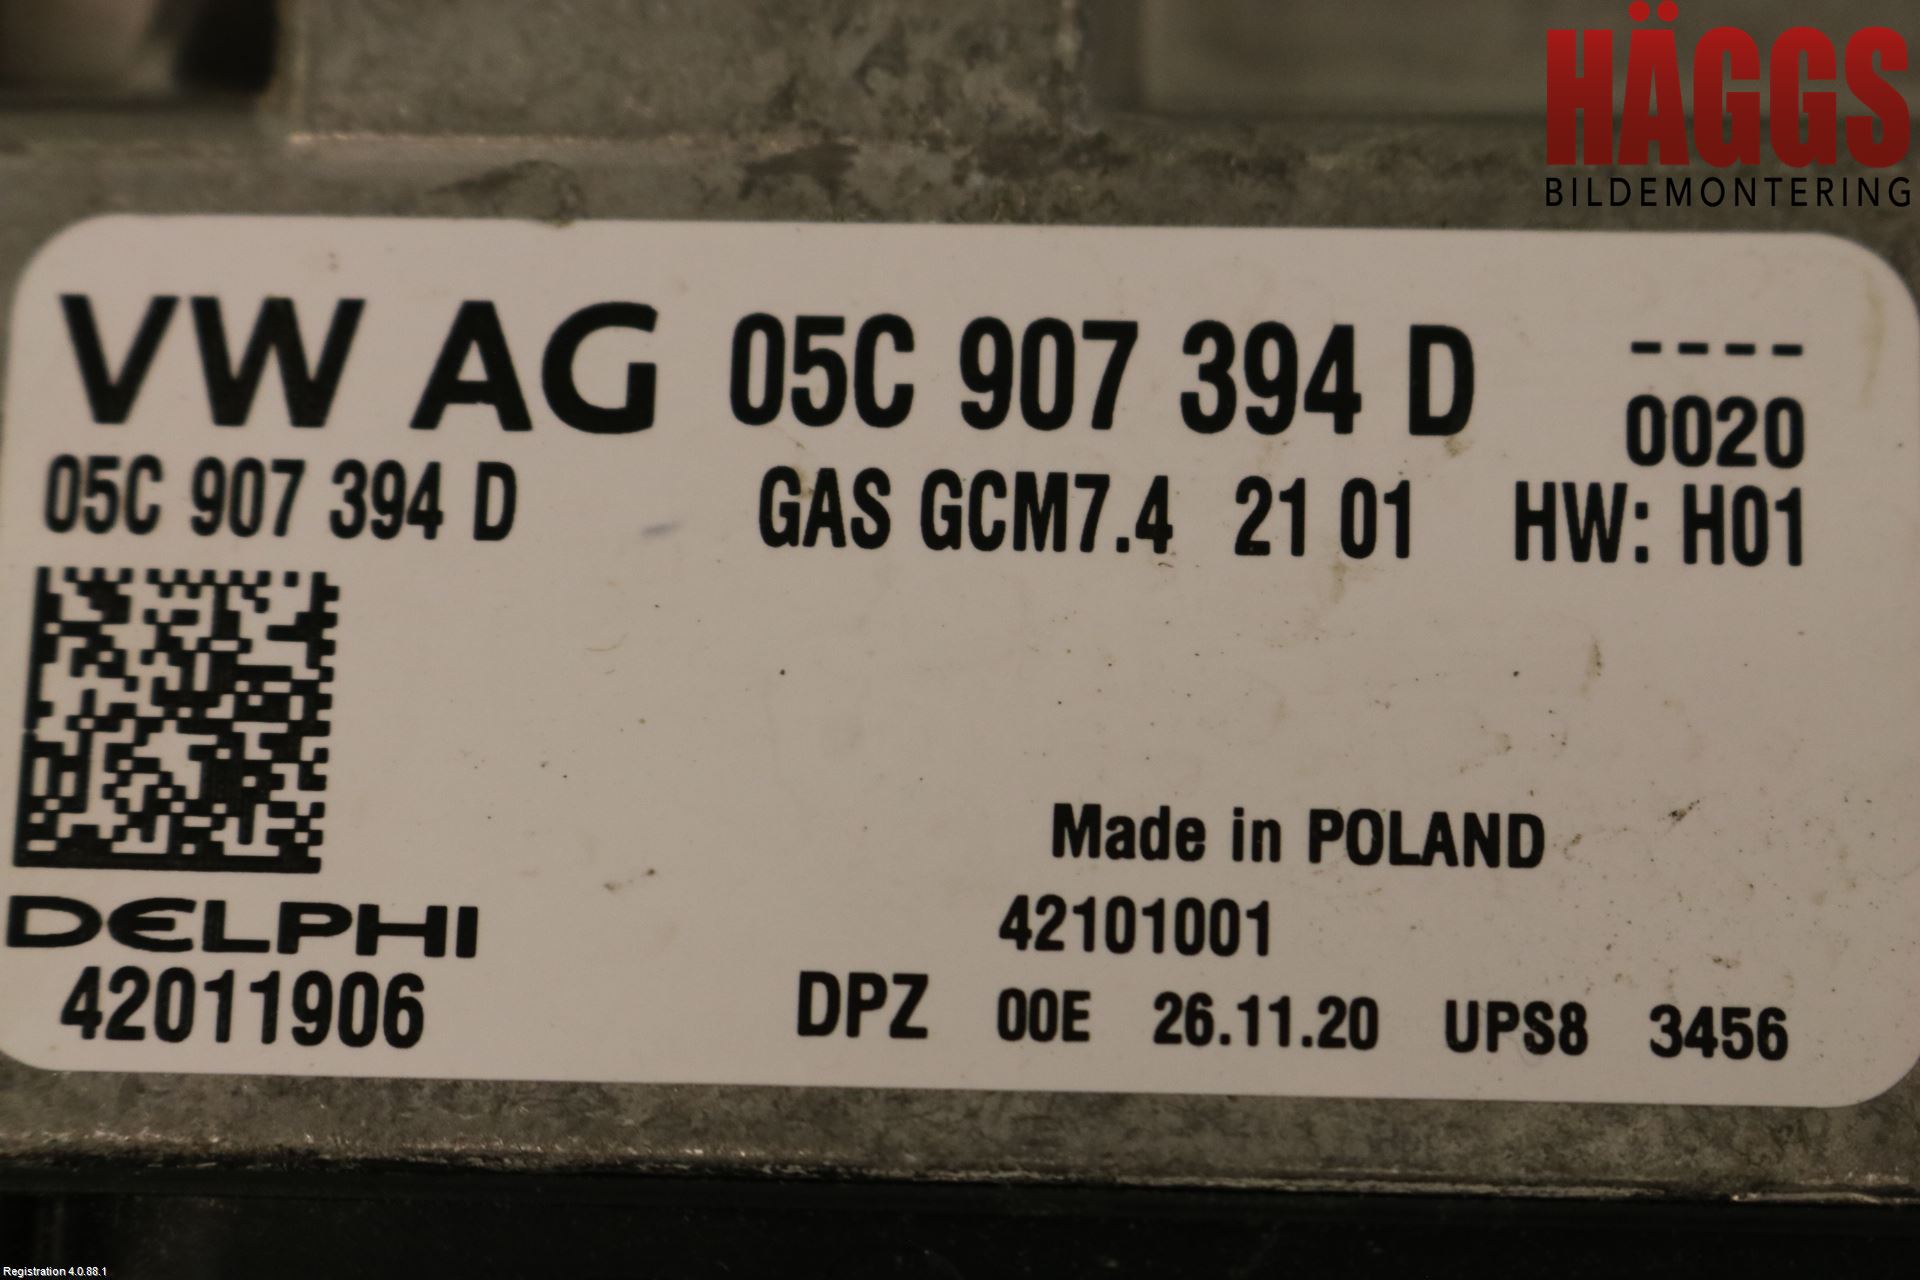 HÄGGS
BILDEMONTERING
VW AG 05C 907 394 D ----
0020
05C 907 394 D GAS GCM7.4 21 01 HW: H01
Made in POLAND
DELPHI 42101001
42011906 DPZ 00E 26.11.20 UPS8 3456
Registration 4.0.88.1